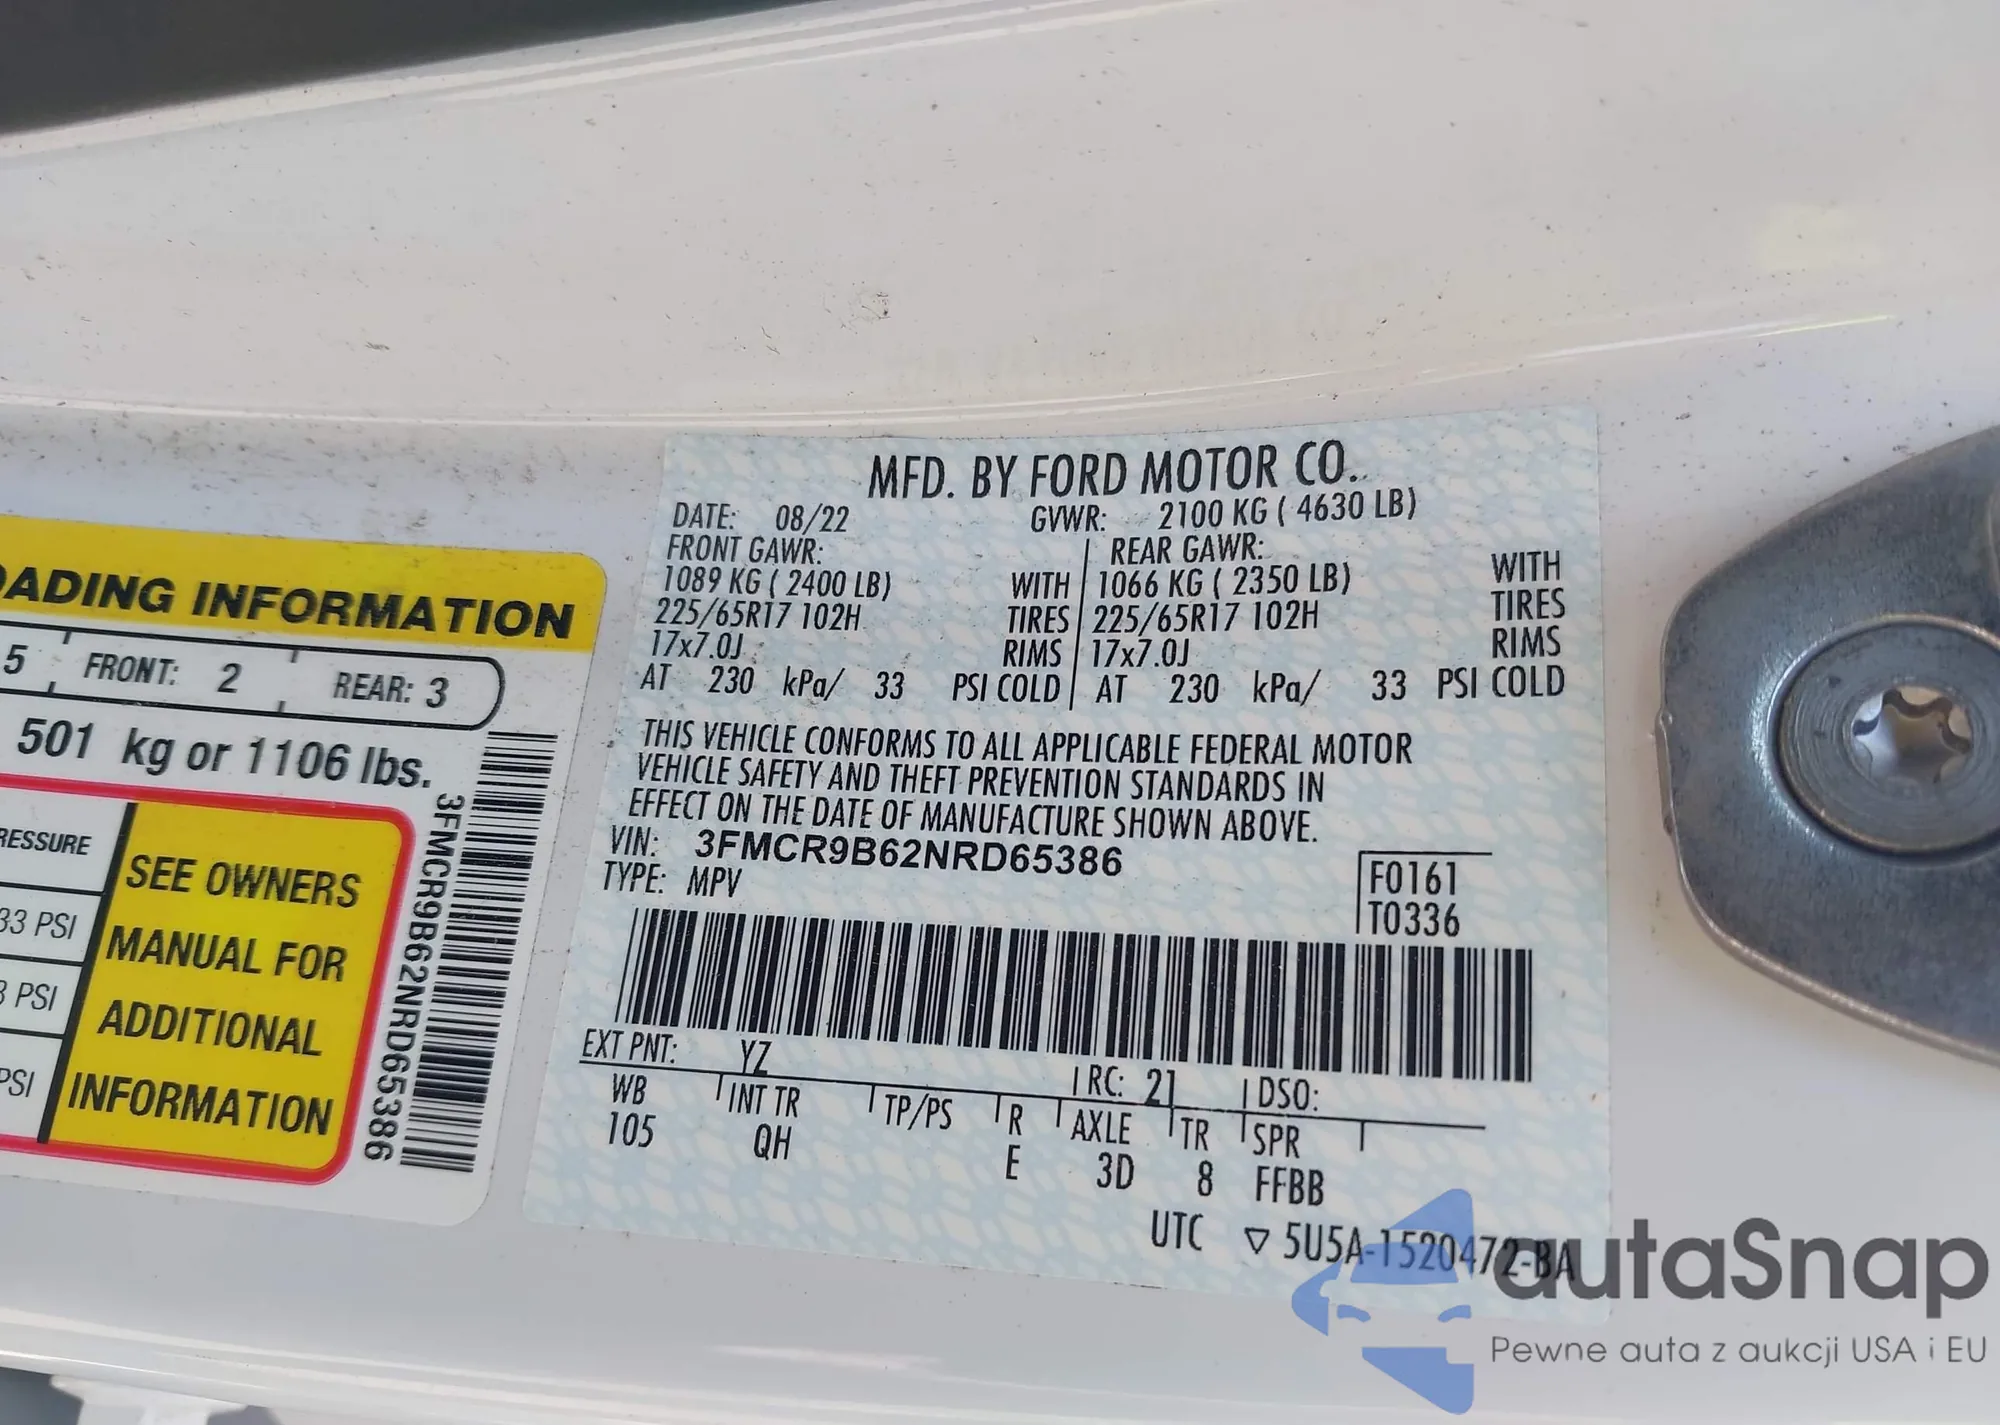 ADING INFORMATION
5 FRONT: 2 REAR: 3
501 kg or 1106 lbs.
RESSURE
33 PSI
3 PSI
PSI
SEE OWNERS
MANUAL FOR
ADDITIONAL
INFORMATION
3FMCR9B62NRD65386
MFD. BY FORD MOTOR CO.
DATE: 08/22 GVWR: 2100 KG ( 4630 LB)
FRONT GAWR: REAR GAWR:
1089 KG ( 2400 LB) WITH 1066 KG ( 2350 LB) WITH
225/65R17 102H TIRES 225/65R17 102H TIRES
17x7.0J RIMS 17x7.0J RIMS
AT 230 kPa/ 33 PSI COLD AT 230 kPa/ 33 PSI COLD
THIS VEHICLE CONFORMS TO ALL APPLICABLE FEDERAL MOTOR
VEHICLE SAFETY AND THEFT PREVENTION STANDARDS IN
EFFECT ON THE DATE OF MANUFACTURE SHOWN ABOVE.
VIN: 3FMCR9B62NRD65386
TYPE: MPV
F0161
T0336
EXT PNT: YZ RC: 21 DSO:
WB INT TR TP/PS R AXLE TR SPR
105 QH E 3D 8 FFBB
UTC ▽ 5U5A-1520472-BA
autaSnap
Pewne auta z aukcji USA i EU